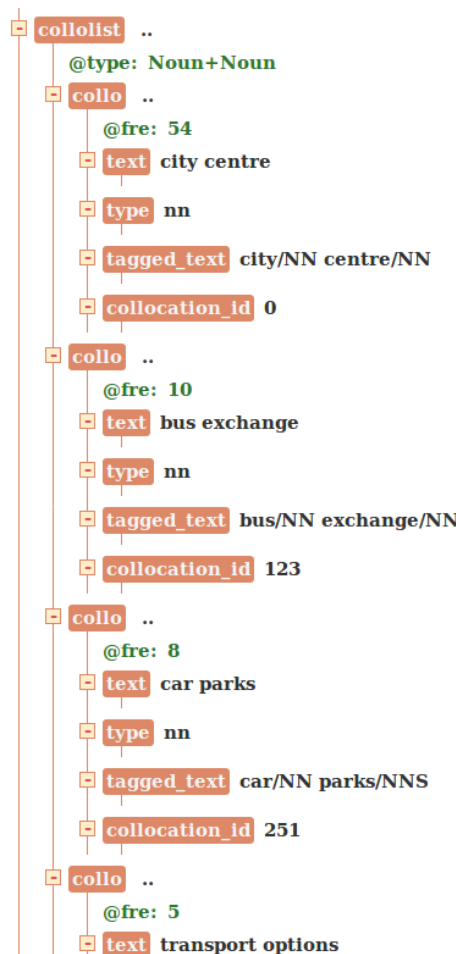 - collolist ..
@type: Noun+Noun
- collo ..
@fre: 54
- text city centre
- type nn
- tagged_text city/NN centre/NN
- collocation_id 0
- collo ..
@fre: 10
- text bus exchange
- type nn
- tagged_text bus/NN exchange/NN
- collocation_id 123
- collo ..
@fre: 8
- text car parks
- type nn
- tagged_text car/NN parks/NNS
- collocation_id 251
- collo ..
@fre: 5
- text transport options